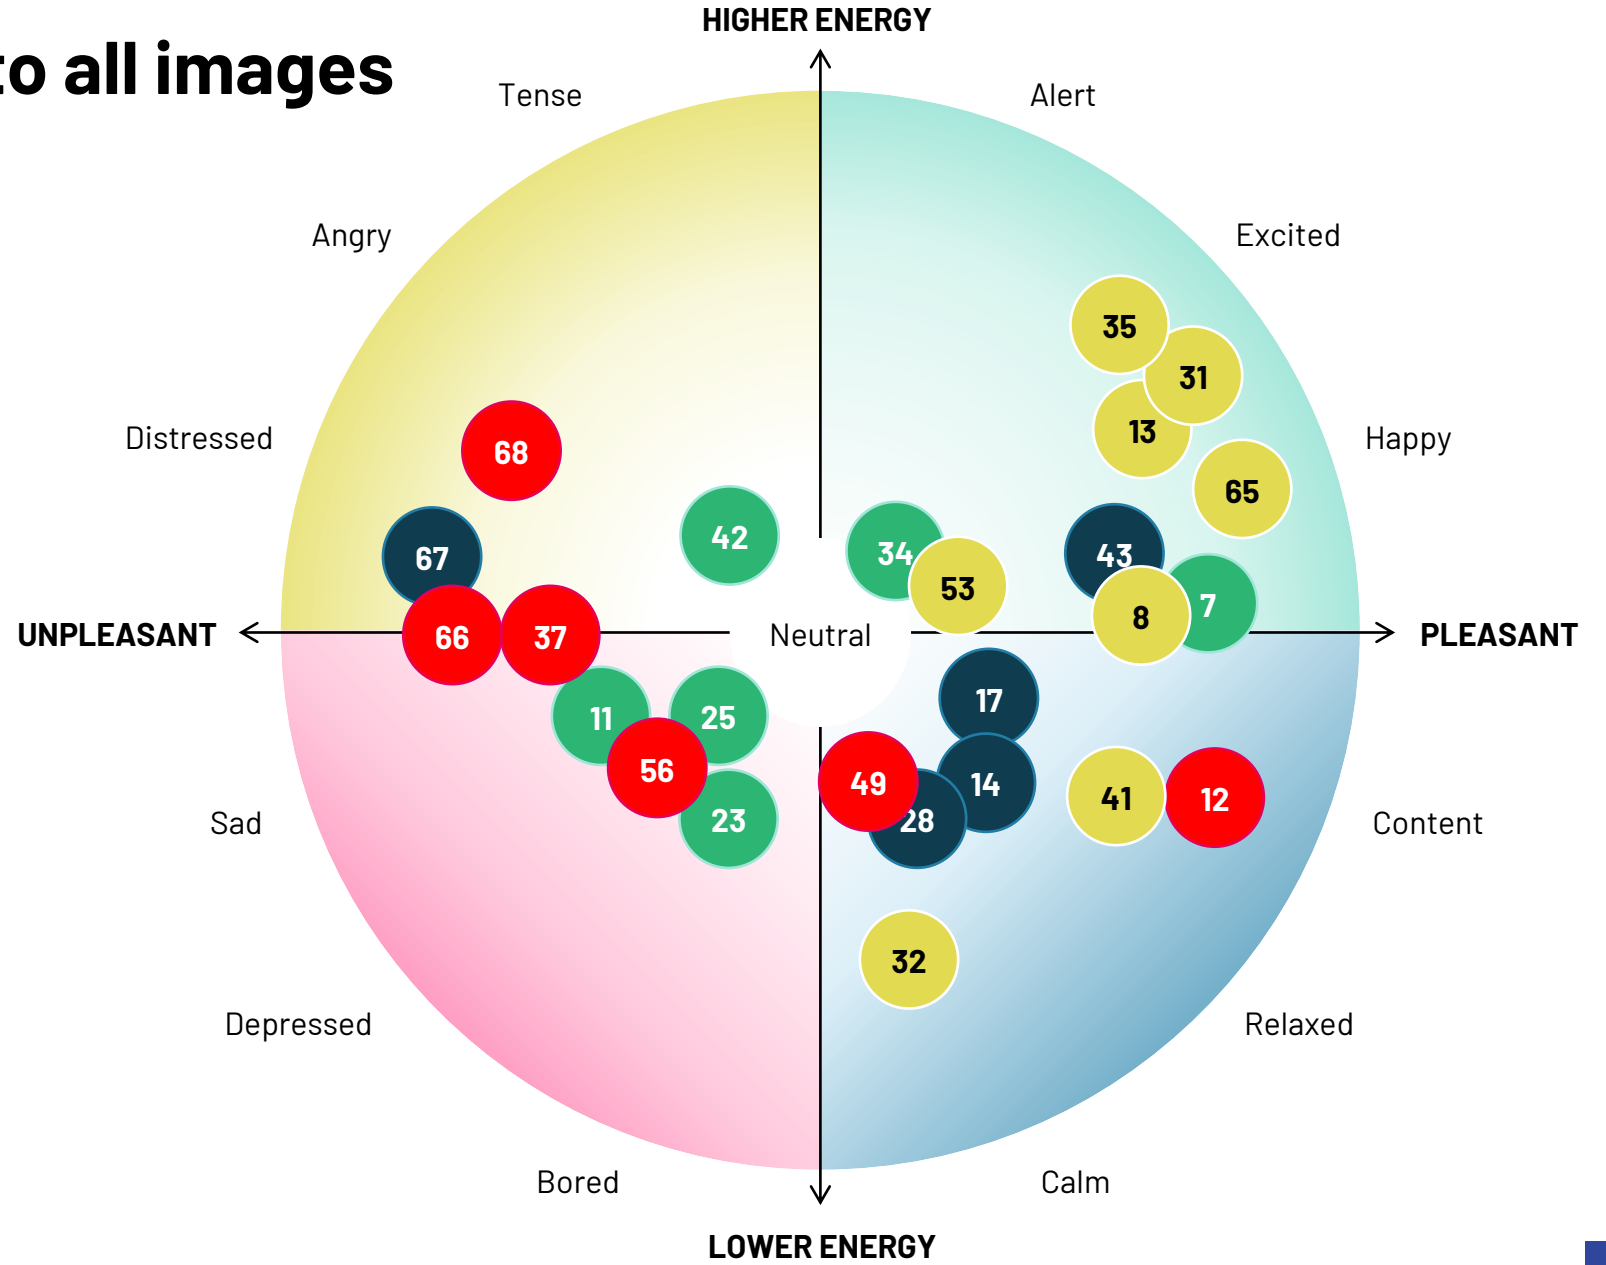 HIGHER ENERGY
to all images
Tense
Alert
Angry
Excited
35
31
13
Distressed
Happy
68
65
42
34
43
67
53
7
8
UNPLEASANT
66
37
Neutral
PLEASANT
17
11
25
56
49
14
41
12
23
28
Sad
Content
32
Depressed
Relaxed
Bored
Calm
LOWER ENERGY